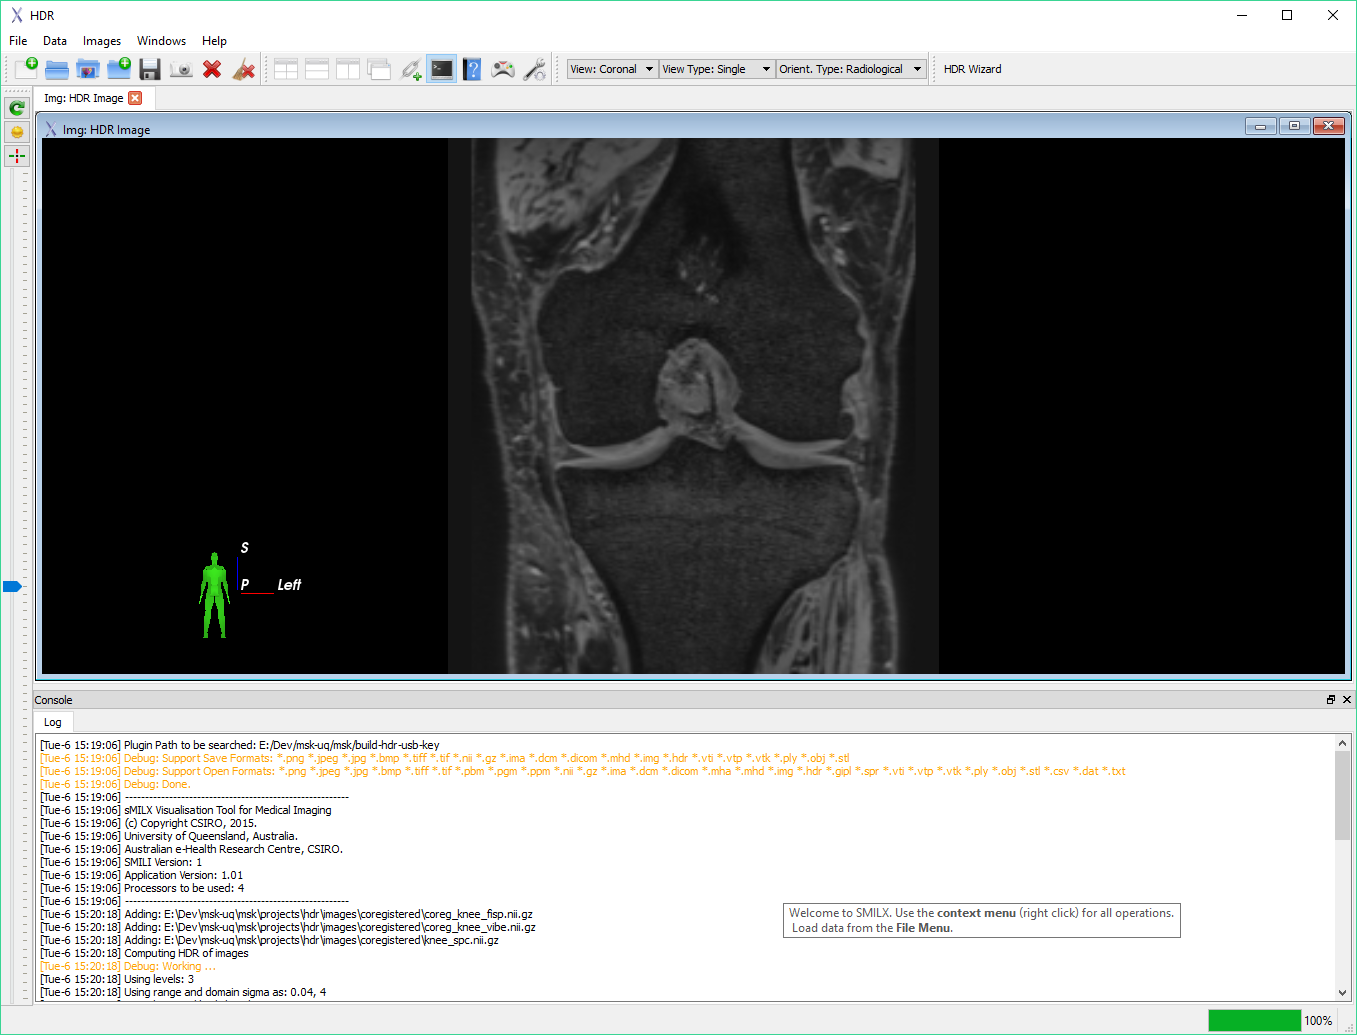 HDR
File Data Images Windows Help
View: Coronal View Type: Single Orient. Type: Radiological HDR Wizard
Img: HDR Image
Img: HDR Image
S
P Left
Console
Log
[Tue-6 15:19:06] Plugin Path to be searched: E:/Dev/msk-uq/msk/build-hdr-usb-key
[Tue-6 15:19:06] Debug: Support Save Formats: *.png *.jpeg *.jpg *.bmp *.tiff *.tif *.nii *.gz *.ima *.dcm *.dicom *.mhd *.img *.hdr *.vti *.vtp *.vtk *.ply *.obj *.stl
[Tue-6 15:19:06] Debug: Support Open Formats: *.png *.jpeg *.jpg *.bmp *.tiff *.tif *.pbm *.pgm *.ppm *.nii *.gz *.ima *.dcm *.dicom *.mha *.mhd *.img *.hdr *.gipl *.spr *.vti *.vtp *.vtk *.ply *.obj *.stl *.csv *.dat *.txt
[Tue-6 15:19:06] Debug: Done.
[Tue-6 15:19:06] --------------------------------------------------------
[Tue-6 15:19:06] sMILX Visualisation Tool for Medical Imaging
[Tue-6 15:19:06] (c) Copyright CSIRO, 2015.
[Tue-6 15:19:06] University of Queensland, Australia.
[Tue-6 15:19:06] Australian e-Health Research Centre, CSIRO.
[Tue-6 15:19:06] SMILI Version: 1
[Tue-6 15:19:06] Application Version: 1.01
[Tue-6 15:19:06] Processors to be used: 4
[Tue-6 15:19:06] --------------------------------------------------------
[Tue-6 15:20:18] Adding: E:\Dev\msk-uq\msk\projects\hdr\images\coregistered\coreg_knee_fisp.nii.gz
[Tue-6 15:20:18] Adding: E:\Dev\msk-uq\msk\projects\hdr\images\coregistered\coreg_knee_vibe.nii.gz
[Tue-6 15:20:18] Adding: E:\Dev\msk-uq\msk\projects\hdr\images\coregistered\knee_spc.nii.gz
[Tue-6 15:20:18] Computing HDR of images
[Tue-6 15:20:18] Debug: Working ...
[Tue-6 15:20:18] Using levels: 3
[Tue-6 15:20:18] Using range and domain sigma as: 0.04, 4
Welcome to SMILX. Use the context menu (right click) for all operations.
Load data from the File Menu.
100%